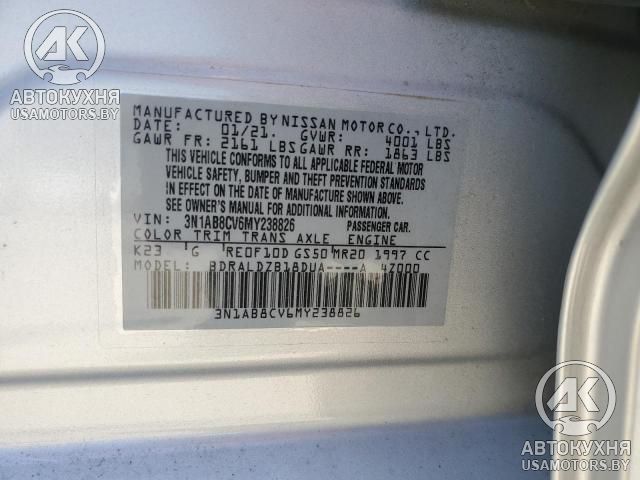 АВТОКУХНЯ
USAMOTORS.BY
MANUFACTURED BY NISSAN MOTOR CO., LTD.
DATE: 01/21. GVWR: 4001 LBS
GAWR FR: 2161 LBS GAWR RR: 1863 LBS
THIS VEHICLE CONFORMS TO ALL APPLICABLE FEDERAL MOTOR
VEHICLE SAFETY, BUMPER AND THEFT PREVENTION STANDARDS
IN EFFECT ON THE DATE OF MANUFACTURE SHOWN ABOVE.
SEE OWNER'S MANUAL FOR ADDITIONAL INFORMATION.
VIN: 3N1AB8CV6MY238826 PASSENGER CAR.
COLOR TRIM TRANS AXLE ENGINE
K23 G RE0F10D GS50 MR20 1997 CC
MODEL: BDRALDZB18DUA----A 4Z000
3N1AB8CV6MY238826
АВТОКУХНЯ
USAMOTORS.BY